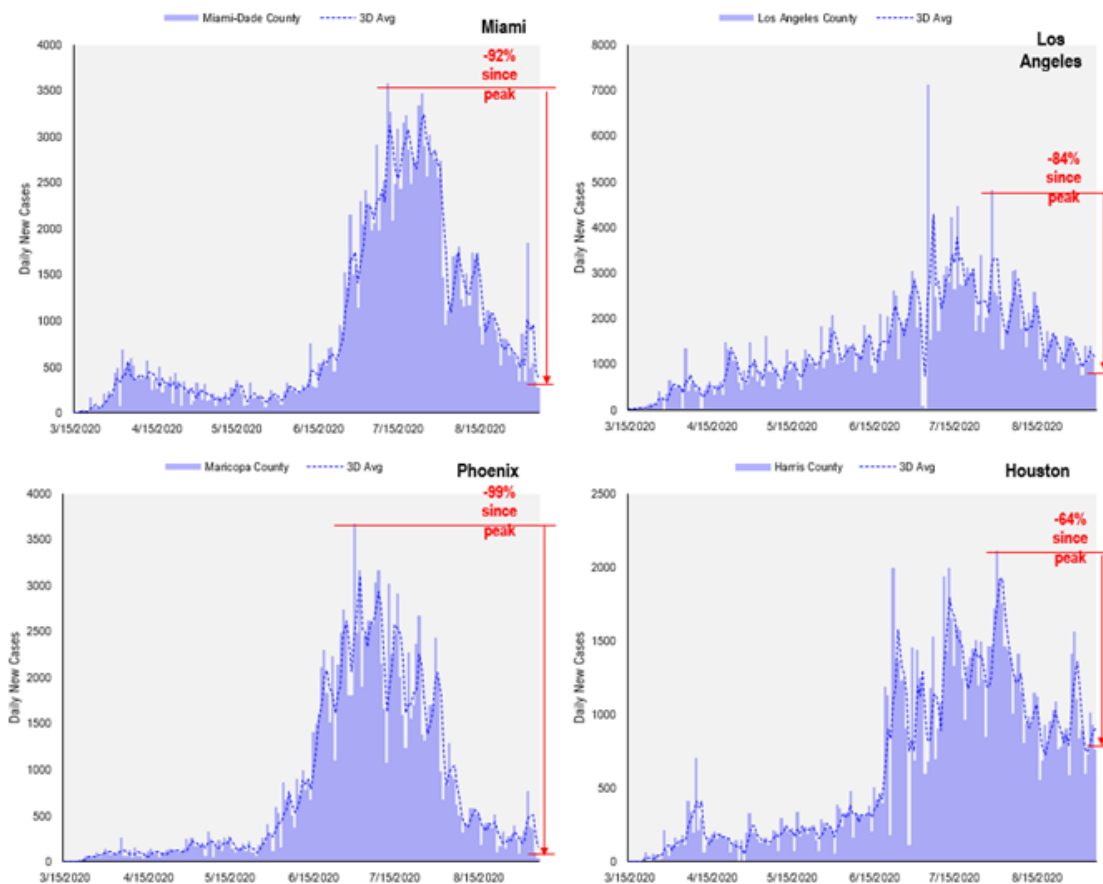 Miami-Dade County 3D Avg
Miami
-92%
since
peak
Daily New Cases
4000
3500
3000
2500
2000
1500
1000
500
0
3/15/2020 4/15/2020 5/15/2020 6/15/2020 7/15/2020 8/15/2020
Los Angeles County 3D Avg
Los
Angeles
-84%
since
peak
Daily New Cases
8000
7000
6000
5000
4000
3000
2000
1000
0
3/15/2020 4/15/2020 5/15/2020 6/15/2020 7/15/2020 8/15/2020
Maricopa County 3D Avg
Phoenix
-99%
since
peak
Daily New Cases
4000
3500
3000
2500
2000
1500
1000
500
0
3/15/2020 4/15/2020 5/15/2020 6/15/2020 7/15/2020 8/15/2020
Harris County 3D Avg
Houston
-64%
since
peak
Daily New Cases
2500
2000
1500
1000
500
0
3/15/2020 4/15/2020 5/15/2020 6/15/2020 7/15/2020 8/15/2020